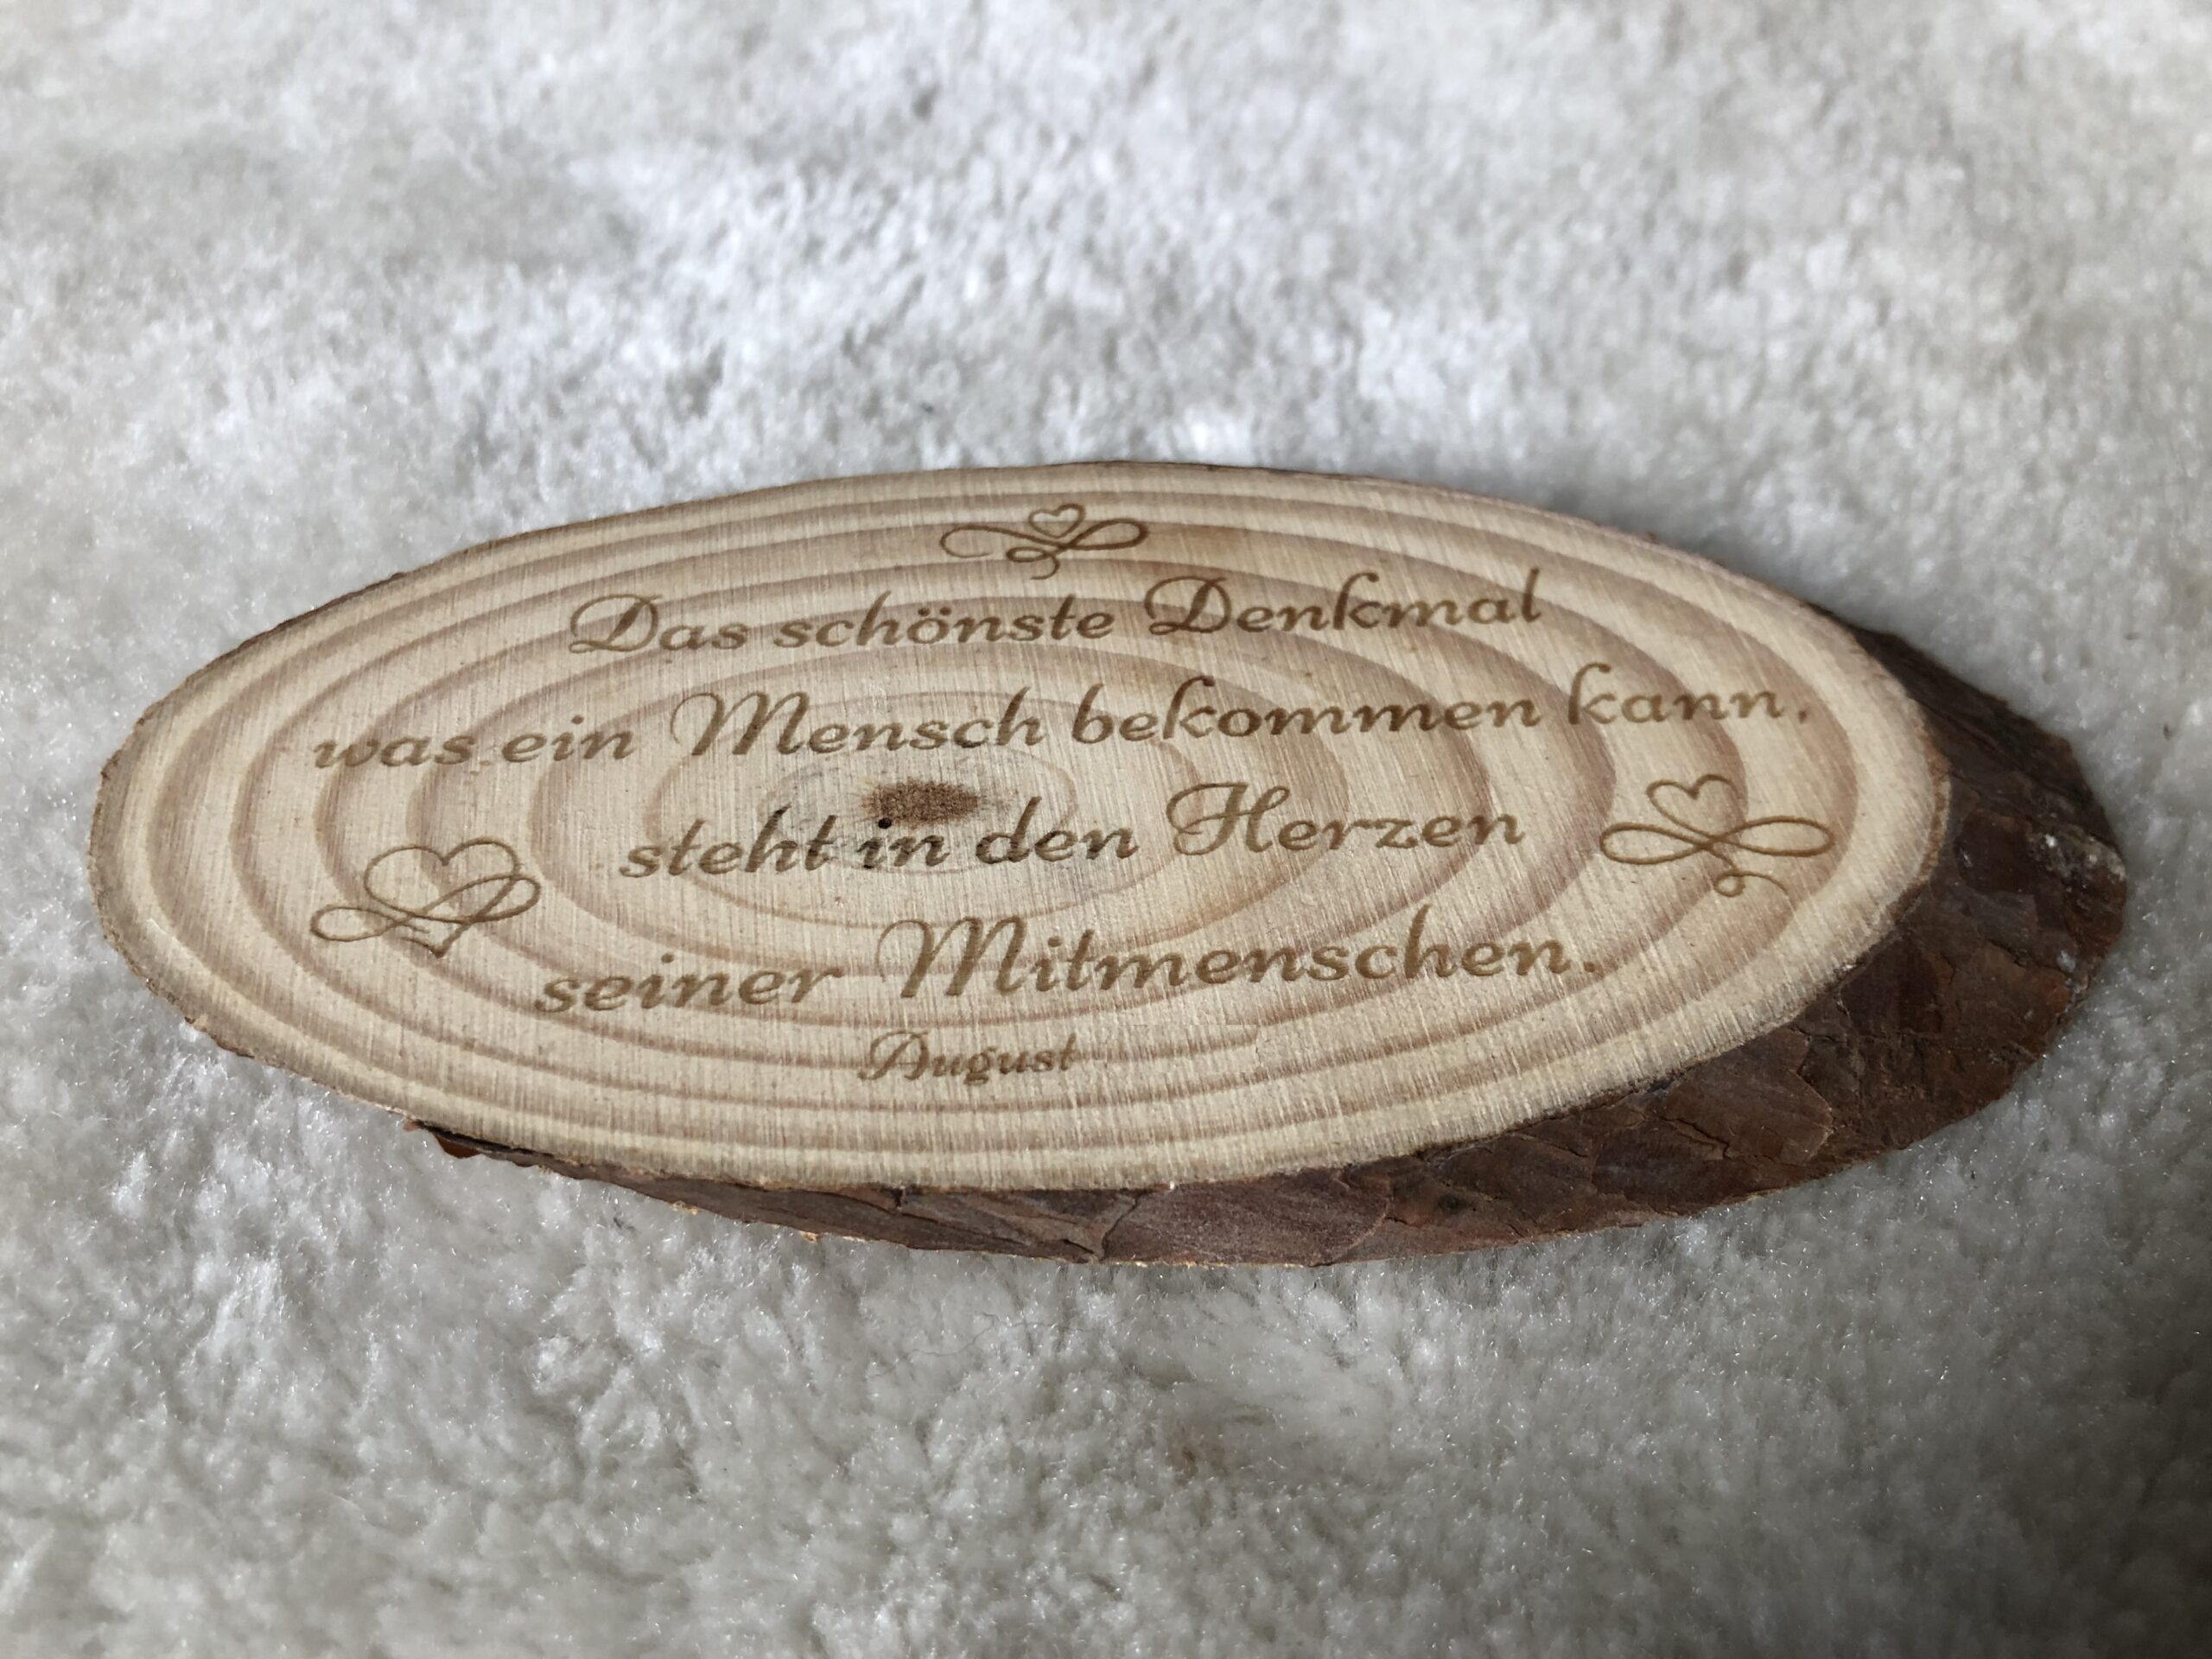 Das schönste Denkmal
was ein Mensch bekommen kann,
steht in den Herzen
seiner Mitmenschen.
August